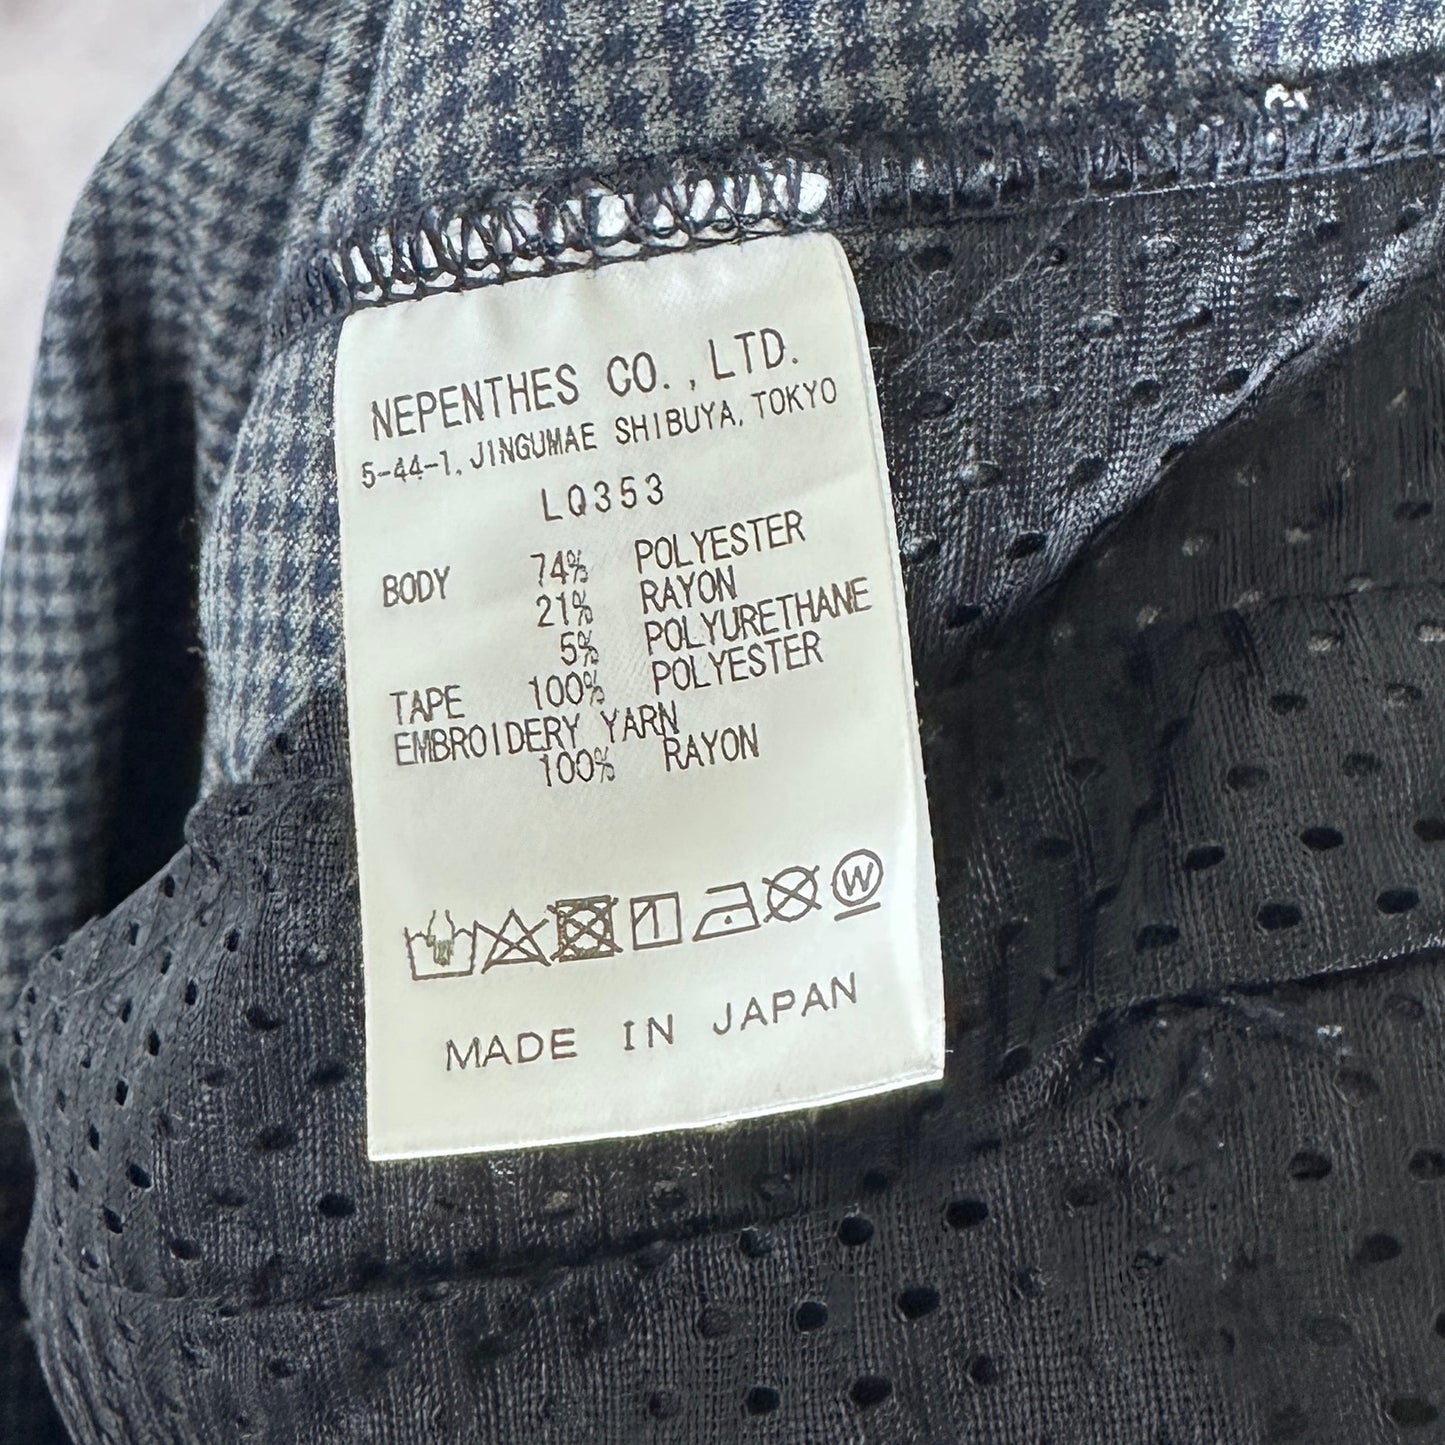 NEPENTHES CO., LTD.
5-44-1, JINGUMAE SHIBUYA, TOKYO
LQ353
BODY 74% POLYESTER
21% RAYON
5% POLYURETHANE
TAPE 100% POLYESTER
EMBROIDERY YARN
100% RAYON
W
MADE IN JAPAN